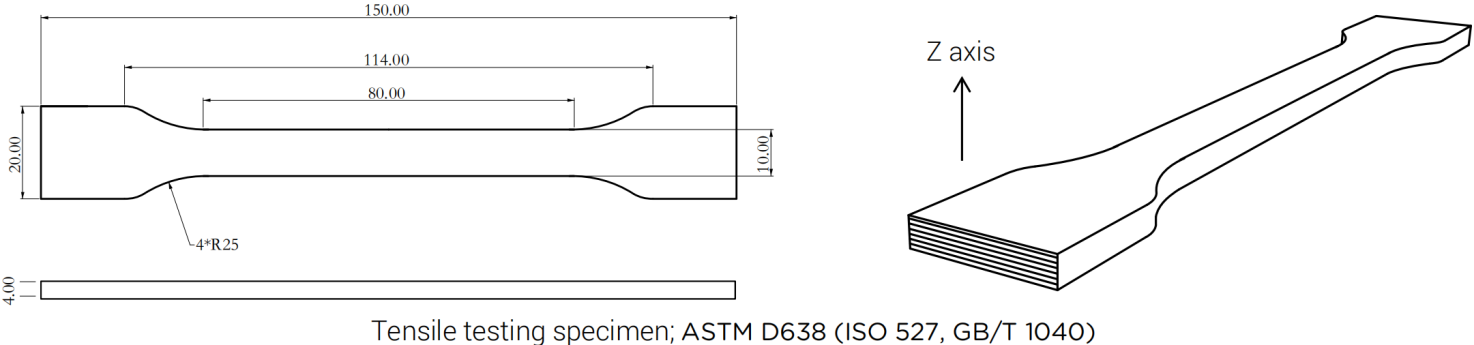 150.00
114.00
80.00
20.00
10.00
4*R25
4.00
Z axis
Tensile testing specimen; ASTM D638 (ISO 527, GB/T 1040)